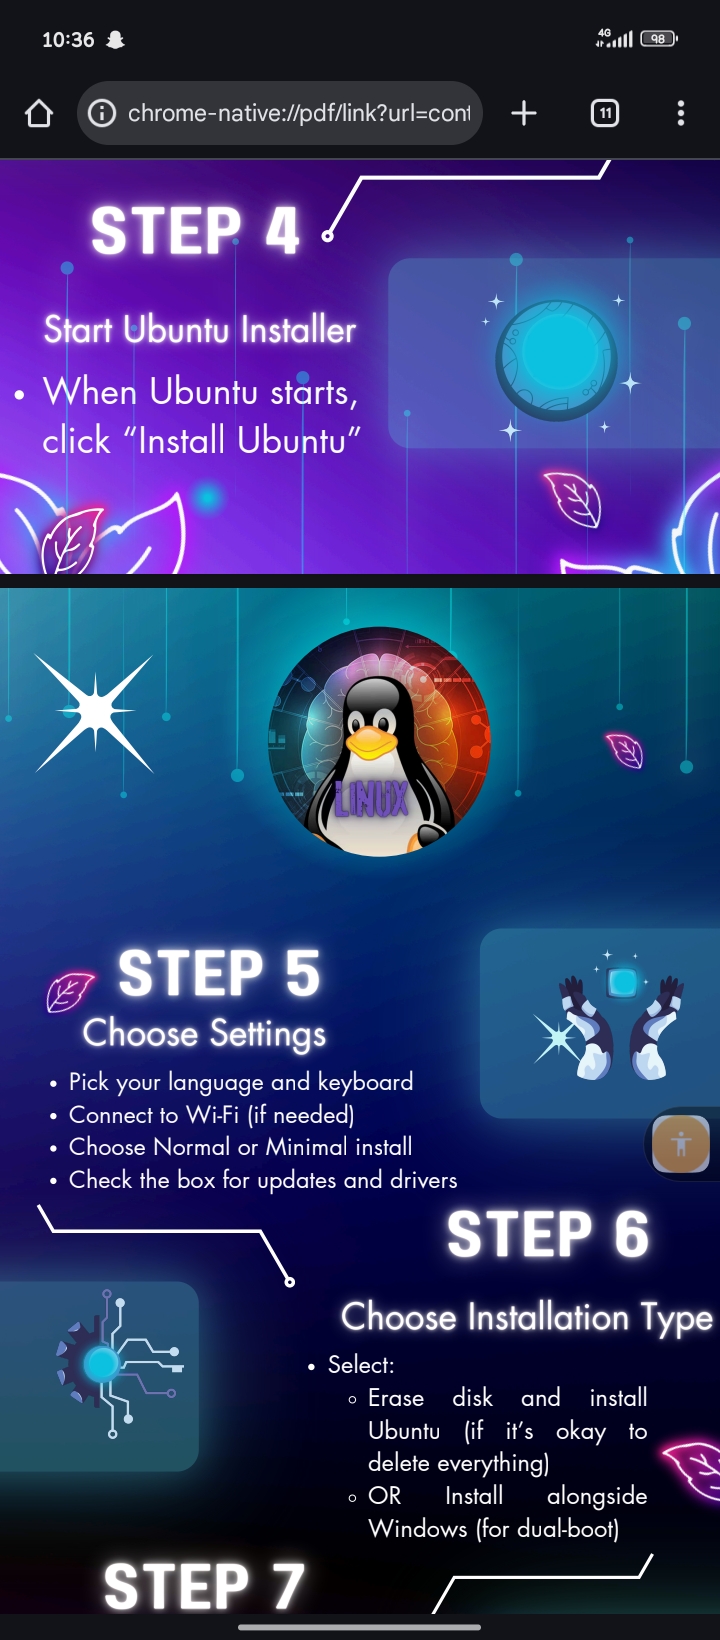 10:36
4G
98
chrome-native://pdf/link?url=cont
11
STEP 4
Start Ubuntu Installer
• When Ubuntu starts,
click “Install Ubuntu”
LINUX
STEP 5
Choose Settings
• Pick your language and keyboard
• Connect to Wi-Fi (if needed)
• Choose Normal or Minimal install
• Check the box for updates and drivers
STEP 6
Choose Installation Type
• Select:
◦ Erase disk and install
Ubuntu (if it’s okay to
delete everything)
◦ OR Install alongside
Windows (for dual-boot)
STEP 7